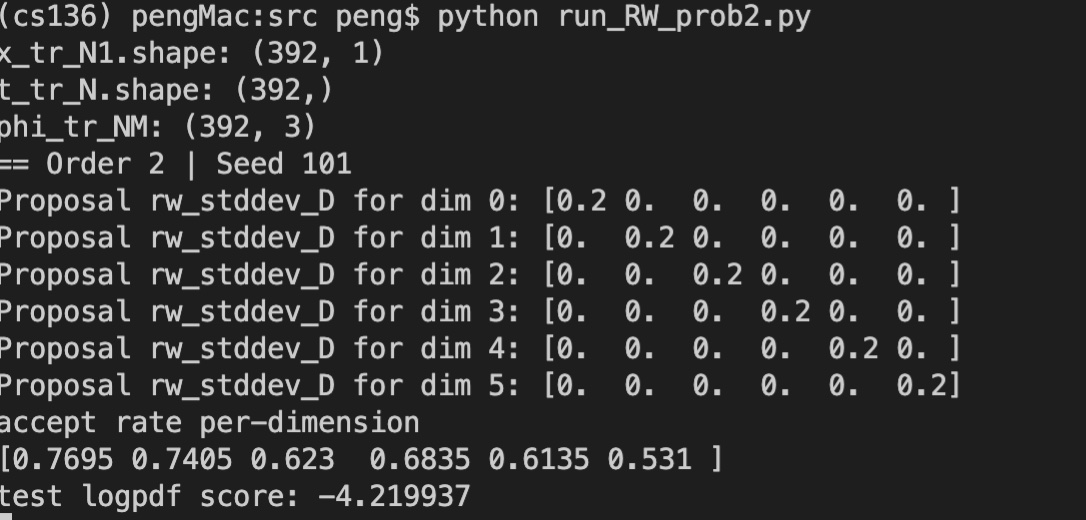 (cs136) pengMac:src peng$ python run_RW_prob2.py
x_tr_N1.shape: (392, 1)
t_tr_N.shape: (392,)
phi_tr_NM: (392, 3)
== Order 2 | Seed 101
Proposal rw_stddev_D for dim 0: [0.2 0.  0.  0.  0.  0. ]
Proposal rw_stddev_D for dim 1: [0.  0.2 0.  0.  0.  0. ]
Proposal rw_stddev_D for dim 2: [0.  0.  0.2 0.  0.  0. ]
Proposal rw_stddev_D for dim 3: [0.  0.  0.  0.2 0.  0. ]
Proposal rw_stddev_D for dim 4: [0.  0.  0.  0.  0.2 0. ]
Proposal rw_stddev_D for dim 5: [0.  0.  0.  0.  0.  0.2]
accept rate per-dimension
[0.7695 0.7405 0.623  0.6835 0.6135 0.531 ]
test logpdf score: -4.219937